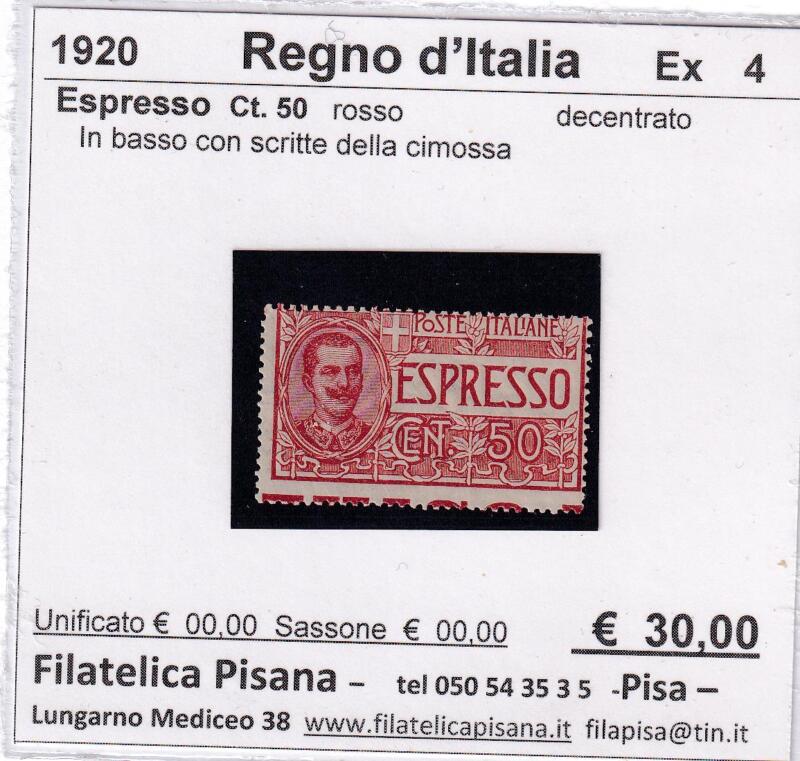 1920 Regno d'Italia Ex 4
Espresso Ct. 50 rosso decentrato
In basso con scritte della cimossa
POSTE ITALIANE
ESPRESSO
CENT. 50
Unificato € 00,00 Sassone € 00,00 € 30,00
Filatelica Pisana – tel 050 54 35 3 5 -Pisa –
Lungarno Mediceo 38 www.filatelicapisana.it filapisa@tin.it